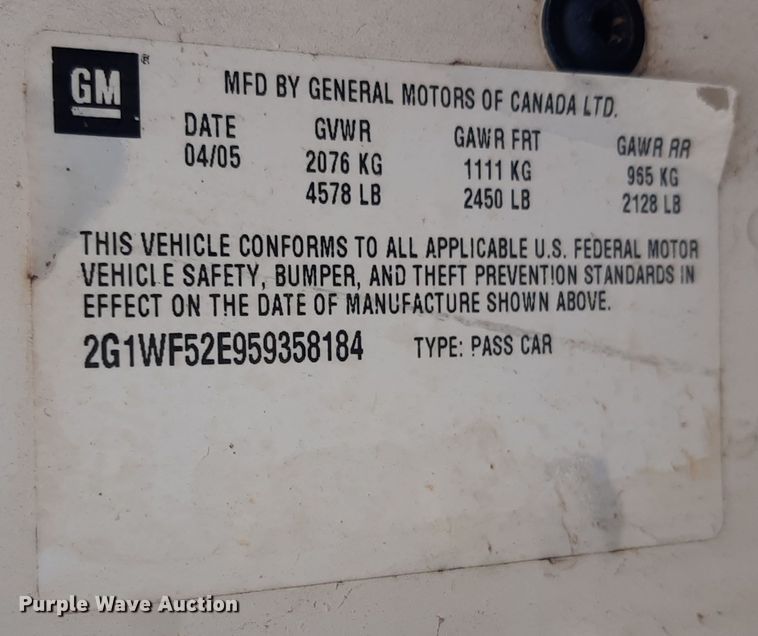 GM®
MFD BY GENERAL MOTORS OF CANADA LTD.
DATE GVWR GAWR FRT GAWR RR
04/05 2076 KG 1111 KG 965 KG
4578 LB 2450 LB 2128 LB
THIS VEHICLE CONFORMS TO ALL APPLICABLE U.S. FEDERAL MOTOR
VEHICLE SAFETY, BUMPER, AND THEFT PREVENTION STANDARDS IN
EFFECT ON THE DATE OF MANUFACTURE SHOWN ABOVE.
2G1WF52E959358184 TYPE: PASS CAR
Purple Wave Auction